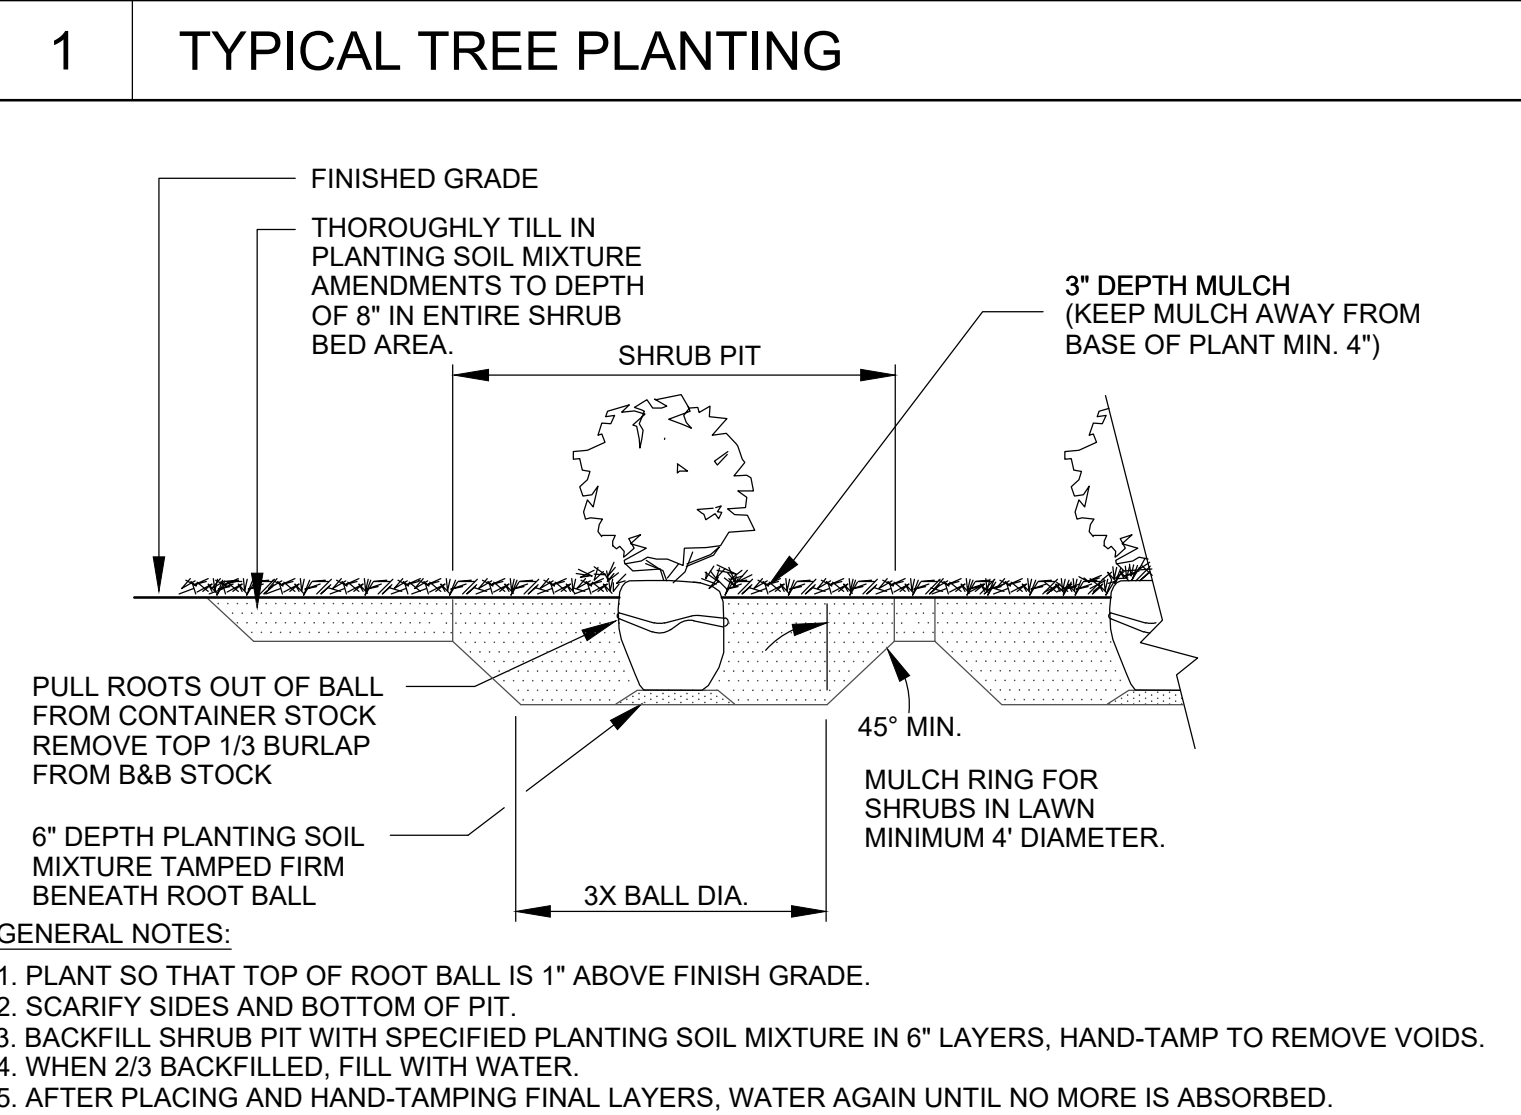 1 TYPICAL TREE PLANTING
FINISHED GRADE
THOROUGHLY TILL IN
PLANTING SOIL MIXTURE
AMENDMENTS TO DEPTH
OF 8" IN ENTIRE SHRUB
BED AREA.
SHRUB PIT
3" DEPTH MULCH
(KEEP MULCH AWAY FROM
BASE OF PLANT MIN. 4")
PULL ROOTS OUT OF BALL
FROM CONTAINER STOCK
REMOVE TOP 1/3 BURLAP
FROM B&B STOCK
45° MIN.
MULCH RING FOR
SHRUBS IN LAWN
MINIMUM 4' DIAMETER.
6" DEPTH PLANTING SOIL
MIXTURE TAMPED FIRM
BENEATH ROOT BALL
3X BALL DIA.
GENERAL NOTES:
1. PLANT SO THAT TOP OF ROOT BALL IS 1" ABOVE FINISH GRADE.
2. SCARIFY SIDES AND BOTTOM OF PIT.
3. BACKFILL SHRUB PIT WITH SPECIFIED PLANTING SOIL MIXTURE IN 6" LAYERS, HAND-TAMP TO REMOVE VOIDS.
4. WHEN 2/3 BACKFILLED, FILL WITH WATER.
5. AFTER PLACING AND HAND-TAMPING FINAL LAYERS, WATER AGAIN UNTIL NO MORE IS ABSORBED.